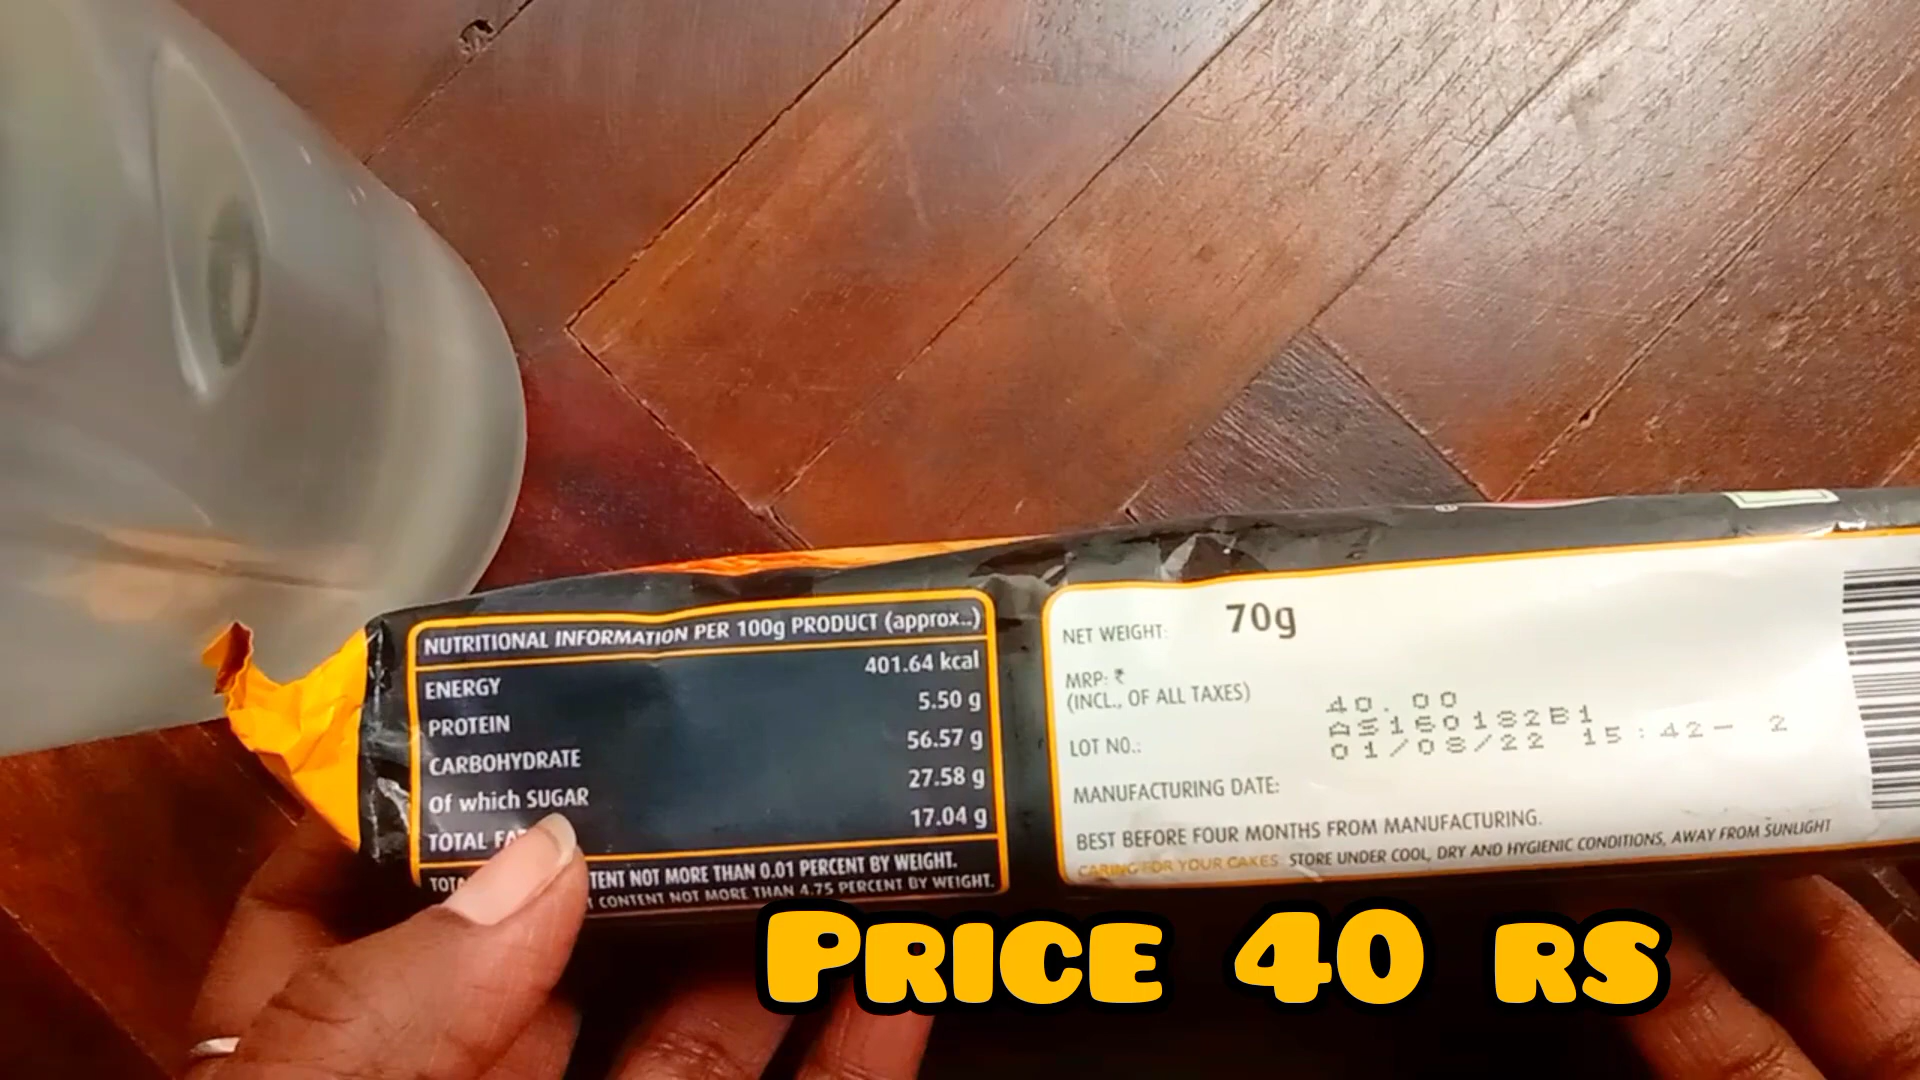 NUTRITIONAL INFORMATION PER 100g PRODUCT (approx..)
ENERGY 401.64 kcal
PROTEIN 5.50 g
CARBOHYDRATE 56.57 g
Of which SUGAR 27.58 g
TOTAL 17.04 g
NOT MORE THAN 0.01 PERCENT BY WEIGHT.
CONTENT NOT MORE THAN 4.75 PERCENT BY WEIGHT.
NET WEIGHT: 70g
MRP: ₹
(INCL., OF ALL TAXES) 40.00
LOT NO.: AS160182B1
01/08/22 15:42- 2
MANUFACTURING DATE:
BEST BEFORE FOUR MONTHS FROM MANUFACTURING.
CARING FOR YOUR CAKES STORE UNDER COOL, DRY AND HYGIENIC CONDITIONS, AWAY FROM SUNLIGHT
PRICE 40 RS